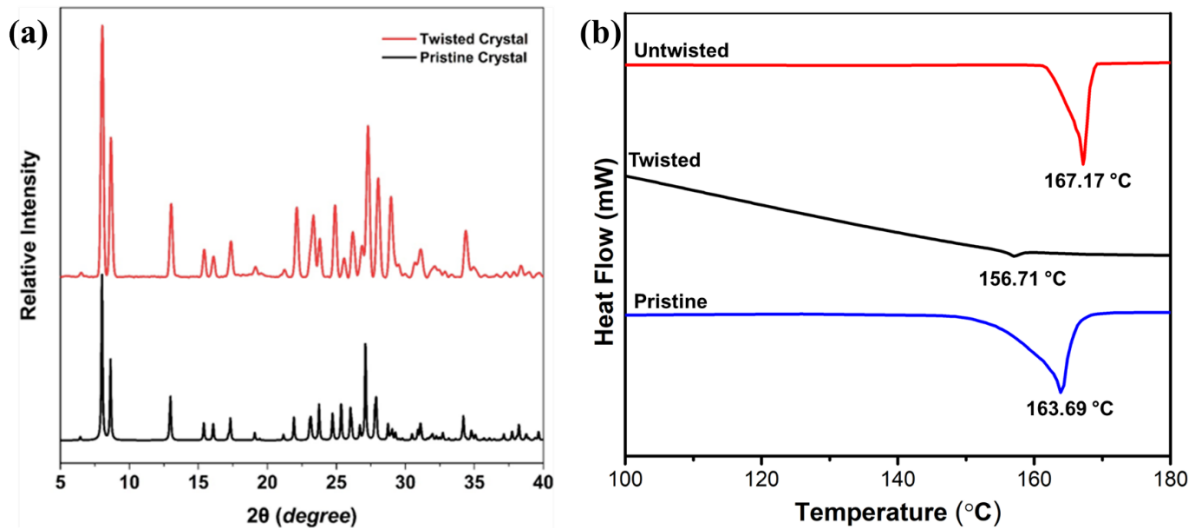 (a)
Twisted Crystal
Pristine Crystal
Relative Intensity
5 10 15 20 25 30 35 40
2θ (degree)
(b)
Untwisted
167.17 °C
Twisted
156.71 °C
Pristine
163.69 °C
Heat Flow (mW)
100 120 140 160 180
Temperature (°C)